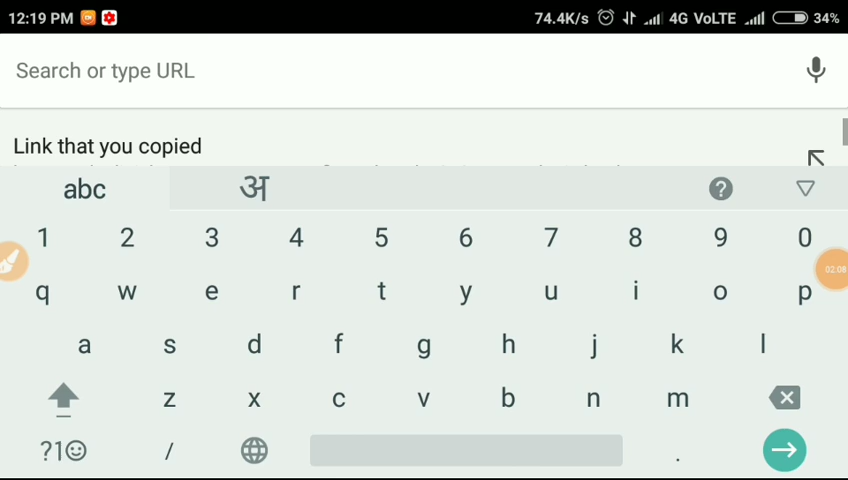 12:19 PM 74.4K/s 4G VoLTE 34%
Search or type URL
Link that you copied
abc अ ?
1 2 3 4 5 6 7 8 9 0
q w e r t y u i o p
02:08
a s d f g h j k l
z x c v b n m
?1☺ / .